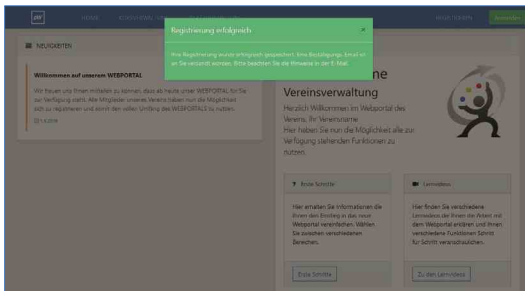 HOME
REGISTRIEREN
Anmelden
Registrierung erfolgreich
×
Ihre Registrierung wurde erfolgreich gespeichert. Eine Bestätigungs-Email ist
an Sie versandt worden. Bitte beachten Sie die Hinweise in der E-Mail.
NEUIGKEITEN
Willkommen auf unserem WEBPORTAL
Wir freuen uns Ihnen mitteilen zu können, dass ab heute unser WEBPORTAL für Sie
zur Verfügung steht. Alle Mitglieder unseres Vereins haben nun die Möglichkeit
sich zu registrieren und somit den vollen Umfang des WEBPORTALS zu nutzen.
me
Vereinsverwaltung
Herzlich Willkommen im Webportal des
Vereins, Ihr Vereinsname
Hier haben Sie nun die Möglichkeit alle zur
Verfügung stehenden Funktionen zu
nutzen.
Erste Schritte
Hier erhalten Sie Informationen die
Ihnen den Einstieg in das neue
Webportal vereinfachen. Wählen
Sie zwischen verschiedenen
Bereichen.
Erste Schritte
Lernvideos
Hier finden Sie verschiedene
Lernvideos die Ihnen die Arbeit mit
dem Webportal erklären und Ihnen
verschiedene Funktionen Schritt
für Schritt veranschaulichen.
Zu den Lernvideos